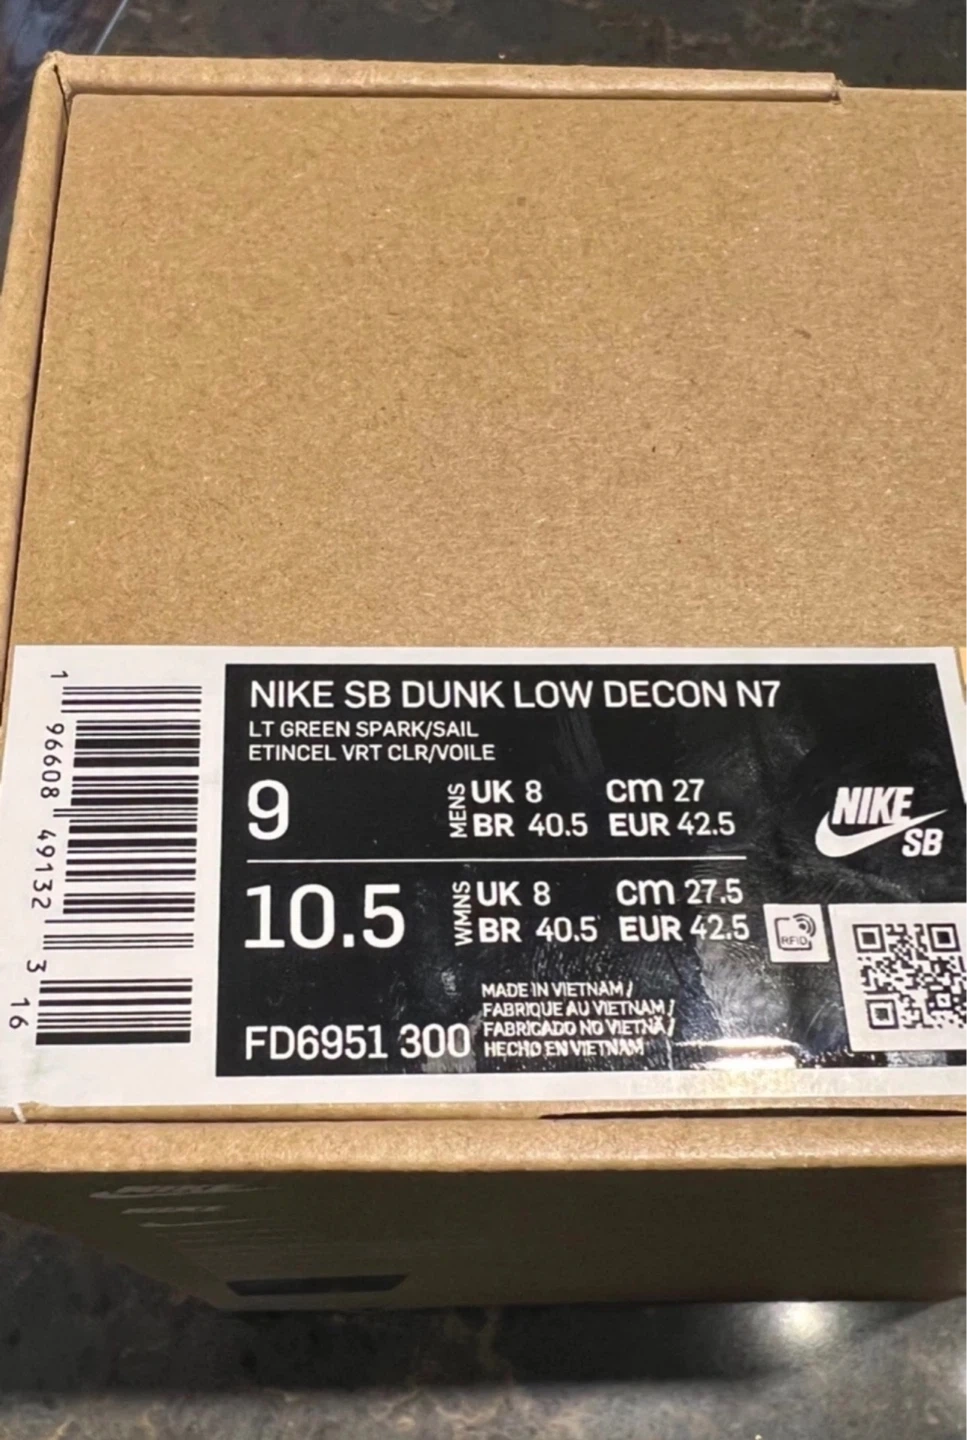 NIKE SB DUNK LOW DECON N7
LT GREEN SPARK/SAIL
ETINCEL VRT CLR/VOILE
9
MENS
UK 8 cm 27
BR 40.5 EUR 42.5
NIKE
SB
10.5
WMNS
UK 8 cm 27.5
BR 40.5 EUR 42.5
RFID
MADE IN VIETNAM /
FABRIQUE AU VIETNAM /
FABRICADO NO VIETNÃ /
HECHO EN VIETNAM
FD6951 300
1 96608 49132 3 16
NIKE
NIKE